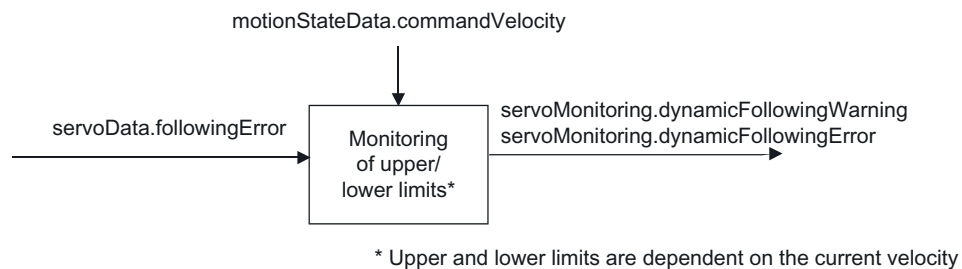 motionStateData.commandVelocity
servoData.followingError
Monitoring
of upper/
lower limits*
servoMonitoring.dynamicFollowingWarning
servoMonitoring.dynamicFollowingError
* Upper and lower limits are dependent on the current velocity